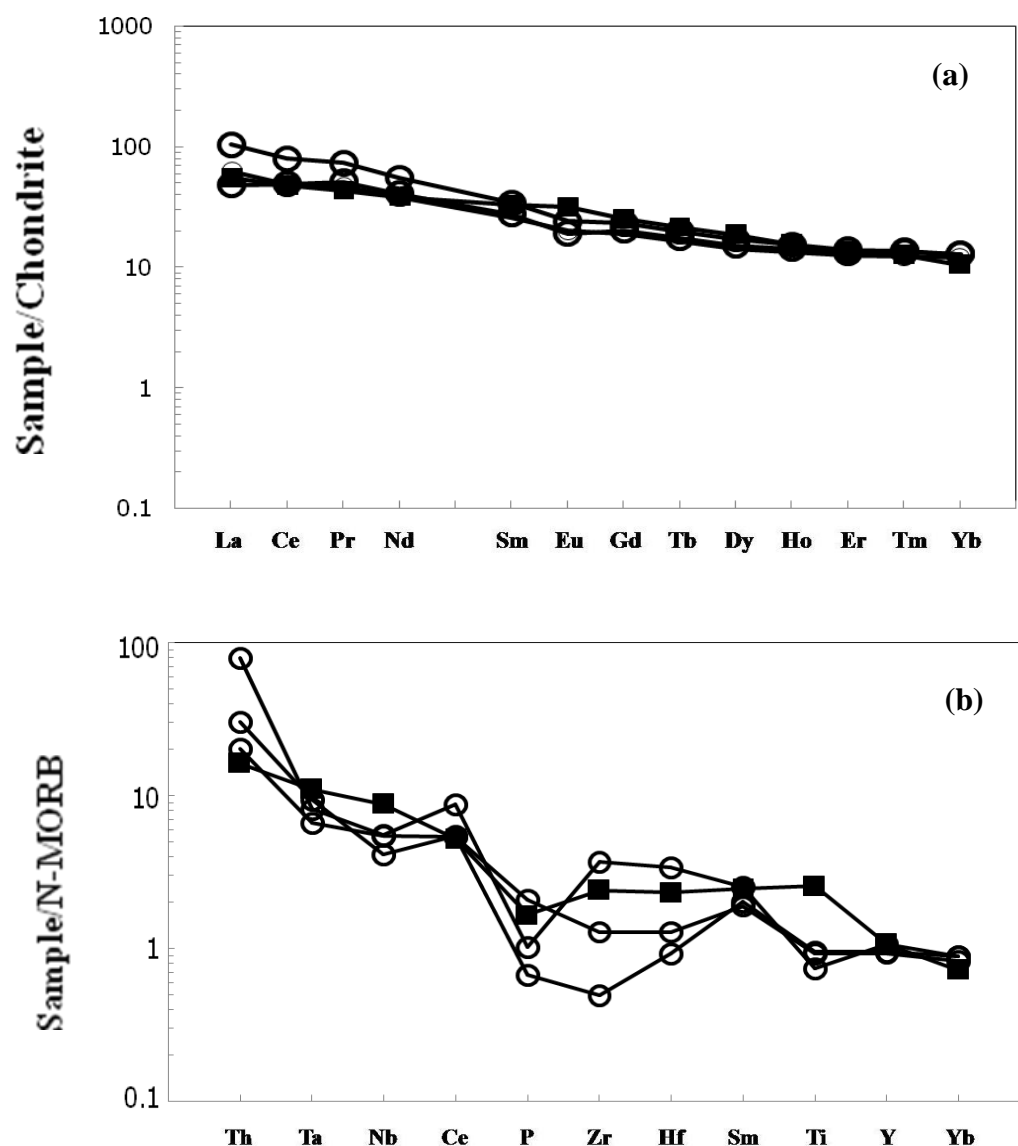 1000
(a)
100
10
1
0.1
Sample/Chondrite
La Ce Pr Nd Sm Eu Gd Tb Dy Ho Er Tm Yb
100
(b)
10
1
0.1
Sample/N-MORB
Th Ta Nb Ce P Zr Hf Sm Ti Y Yb